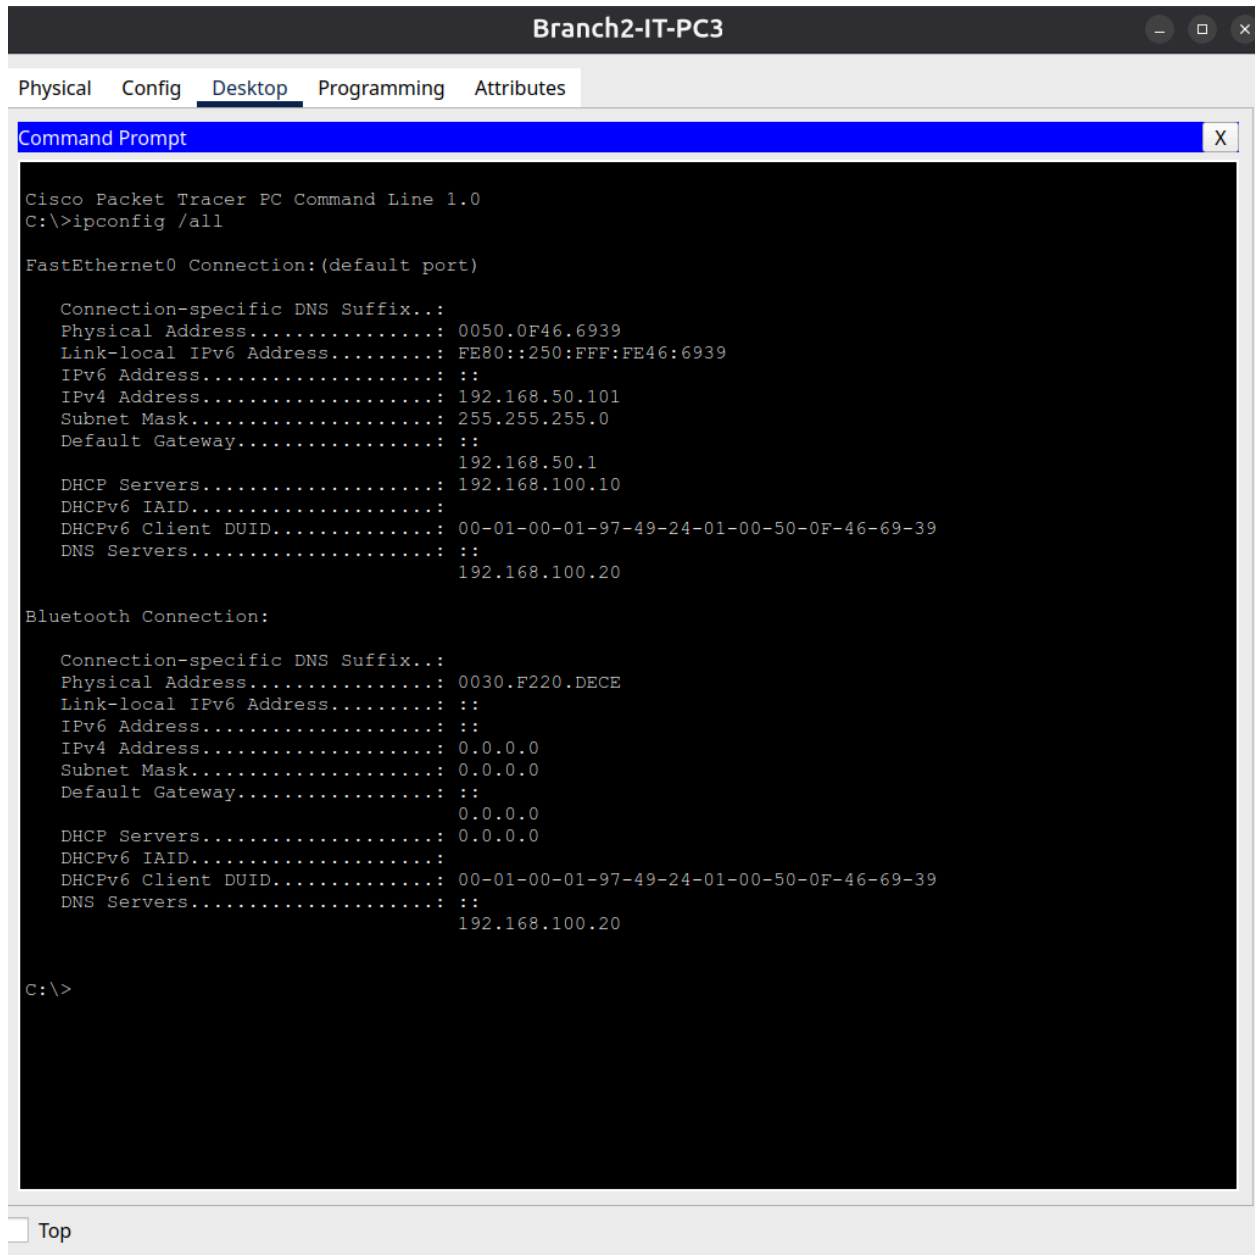 Branch2-IT-PC3
Physical Config Desktop Programming Attributes
Command Prompt X
Cisco Packet Tracer PC Command Line 1.0
C:\>ipconfig /all
FastEthernet0 Connection:(default port)
Connection-specific DNS Suffix..:
Physical Address................: 0050.0F46.6939
Link-local IPv6 Address.........: FE80::250:FFF:FE46:6939
IPv6 Address....................: ::
IPv4 Address....................: 192.168.50.101
Subnet Mask.....................: 255.255.255.0
Default Gateway.................: ::
192.168.50.1
DHCP Servers....................: 192.168.100.10
DHCPv6 IAID.....................:
DHCPv6 Client DUID..............: 00-01-00-01-97-49-24-01-00-50-0F-46-69-39
DNS Servers.....................: ::
192.168.100.20
Bluetooth Connection:
Connection-specific DNS Suffix..:
Physical Address................: 0030.F220.DECE
Link-local IPv6 Address.........: ::
IPv6 Address....................: ::
IPv4 Address....................: 0.0.0.0
Subnet Mask.....................: 0.0.0.0
Default Gateway.................: ::
0.0.0.0
DHCP Servers....................: 0.0.0.0
DHCPv6 IAID.....................:
DHCPv6 Client DUID..............: 00-01-00-01-97-49-24-01-00-50-0F-46-69-39
DNS Servers.....................: ::
192.168.100.20
C:\>
Top